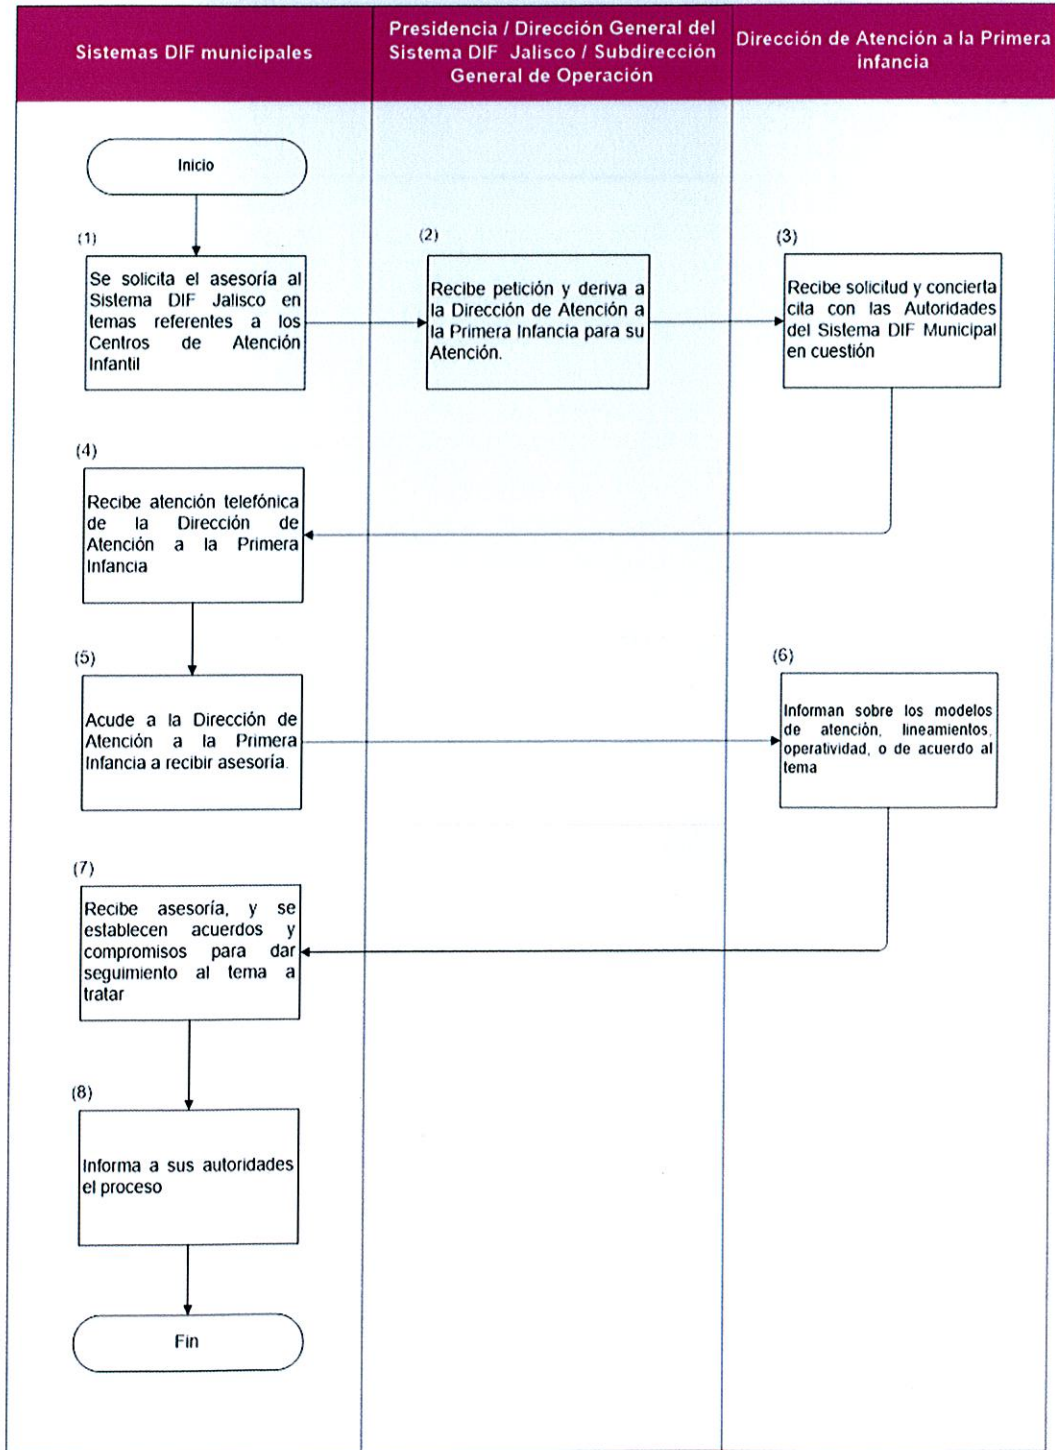 Sistemas DIF municipales
Presidencia / Dirección General del
Sistema DIF Jalisco / Subdirección
General de Operación
Dirección de Atención a la Primera
infancia
Inicio
(1)
Se solicita el asesoría al
Sistema DIF Jalisco en
temas referentes a los
Centros de Atención
Infantil
(2)
Recibe petición y deriva a
la Dirección de Atención a
la Primera Infancia para su
Atención.
(3)
Recibe solicitud y concierta
cita con las Autoridades
del Sistema DIF Municipal
en cuestión
(4)
Recibe atención telefónica
de la Dirección de
Atención a la Primera
Infancia
(5)
Acude a la Dirección de
Atención a la Primera
Infancia a recibir asesoría.
(6)
Informan sobre los modelos
de atención, lineamientos,
operatividad, o de acuerdo al
tema
(7)
Recibe asesoría, y se
establecen acuerdos y
compromisos para dar
seguimiento al tema a
tratar
(8)
Informa a sus autoridades
el proceso
Fin